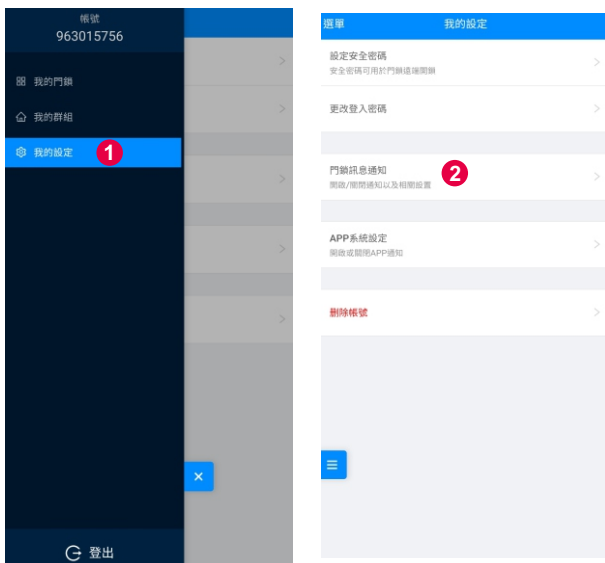 帳號
963015756
我的門鎖
我的群組
我的設定 1
登出
選單 我的設定
設定安全密碼
安全密碼可用於門鎖遠端開鎖
更改登入密碼
門鎖訊息通知 2
開啟/關閉通知以及相關設置
APP系統設定
開啟或關閉APP通知
刪除帳號